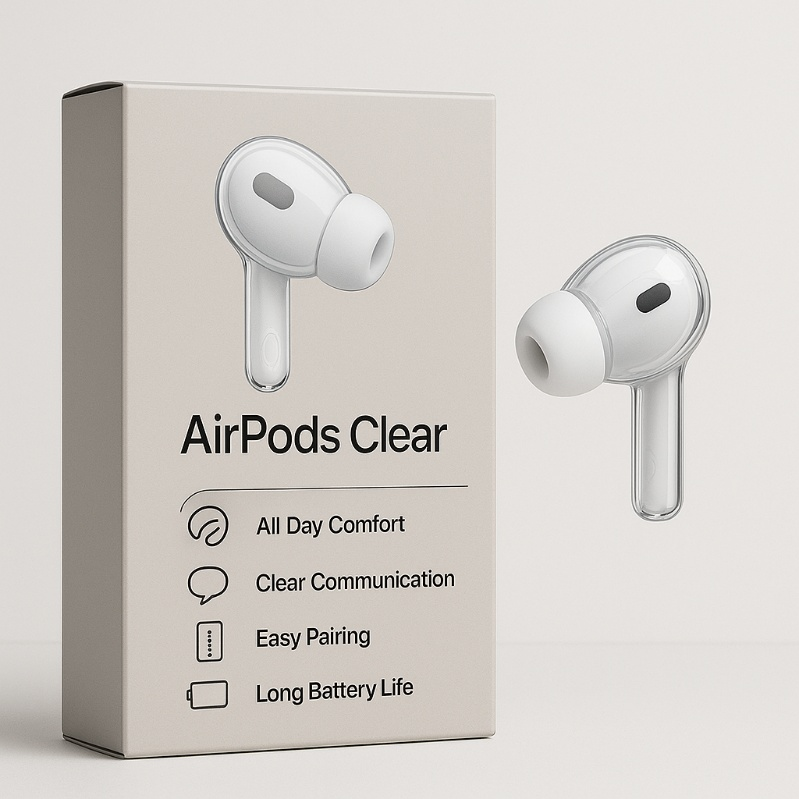 AirPods Clear
All Day Comfort
Clear Communication
Easy Pairing
Long Battery Life